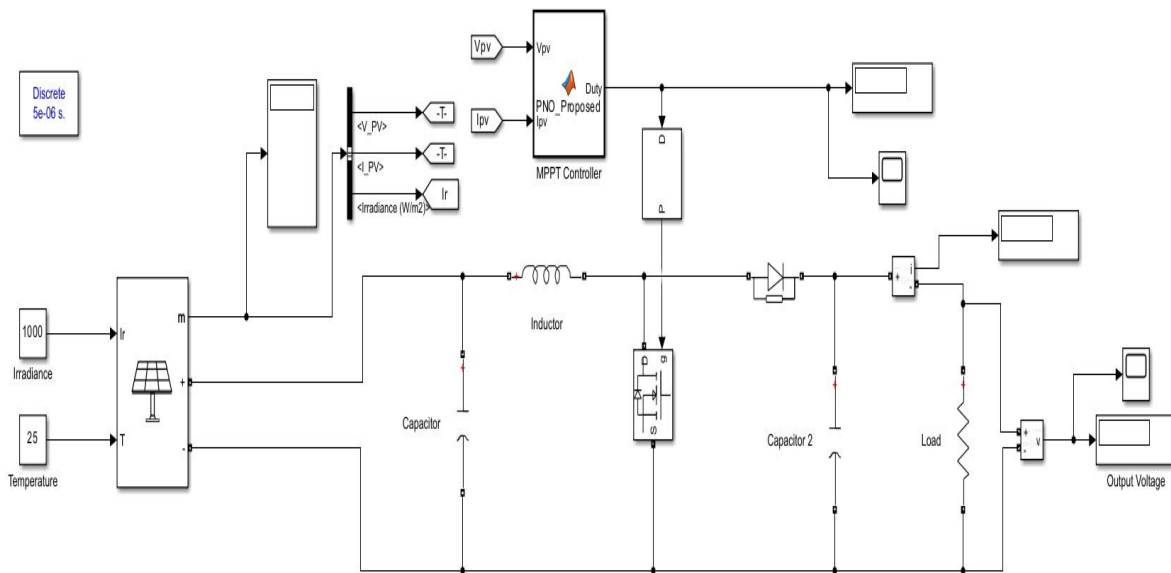 Discrete
5e-06 s.
<V_PV>
-T-
<I_PV>
-T-
<Irradiance (W/m2)>
Ir
Vpv
Ipv
Vpv
Duty
PNO_Proposed
Ipv
MPPT Controller
D
P
1000
Irradiance
25
Temperature
Ir
m
+
T
-
+
Inductor
+
Capacitor
D
g
S
+
Capacitor 2
+
i
-
+
Load
+
-
v
Output Voltage